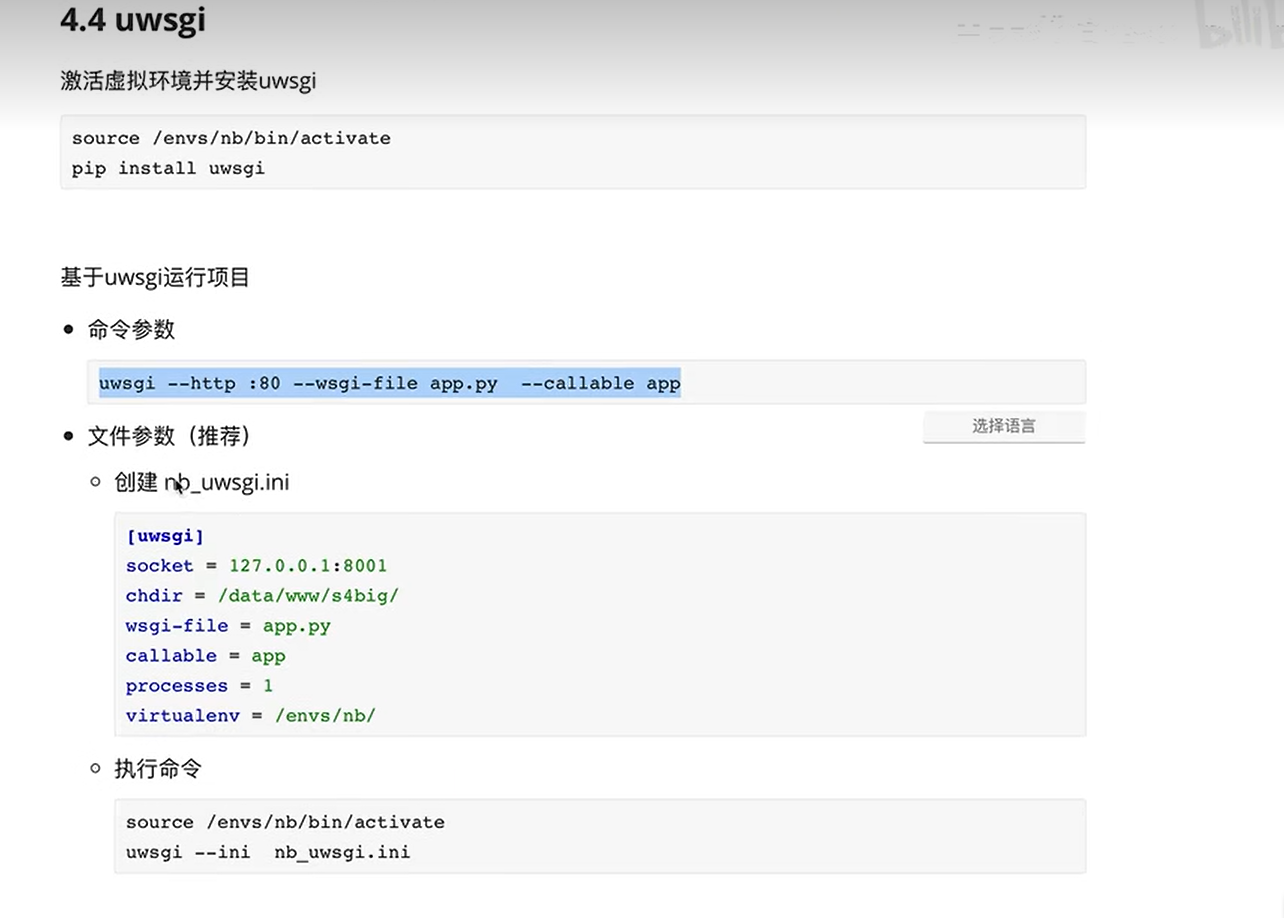 4.4 uwsgi
激活虚拟环境并安装uwsgi
source /envs/nb/bin/activate
pip install uwsgi
基于uwsgi运行项目
命令参数
uwsgi --http :80 --wsgi-file app.py  --callable app
文件参数（推荐）
选择语言
创建 nb_uwsgi.ini
[uwsgi]
socket = 127.0.0.1:8001
chdir = /data/www/s4big/
wsgi-file = app.py
callable = app
processes = 1
virtualenv = /envs/nb/
执行命令
source /envs/nb/bin/activate
uwsgi --ini  nb_uwsgi.ini